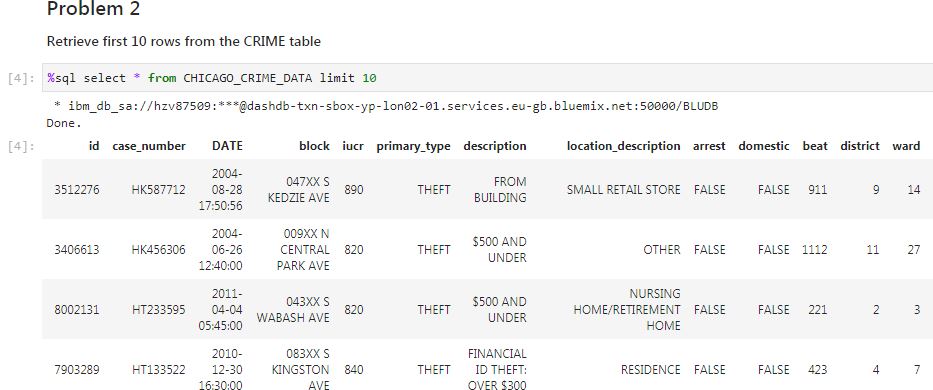 Problem 2
Retrieve first 10 rows from the CRIME table
[4]: %sql select * from CHICAGO_CRIME_DATA limit 10
* ibm_db_sa://hzv87509:***@dashdb-txn-sbox-yp-lon02-01.services.eu-gb.bluemix.net:50000/BLUDB
Done.
[4]: id case_number DATE block iucr primary_type description location_description arrest domestic beat district ward
3512276 HK587712 2004-08-28 17:50:56 047XX S KEDZIE AVE 890 THEFT FROM BUILDING SMALL RETAIL STORE FALSE FALSE 911 9 14
3406613 HK456306 2004-06-26 12:40:00 009XX N CENTRAL PARK AVE 820 THEFT $500 AND UNDER OTHER FALSE FALSE 1112 11 27
8002131 HT233595 2011-04-04 05:45:00 043XX S WABASH AVE 820 THEFT $500 AND UNDER NURSING HOME/RETIREMENT HOME FALSE FALSE 221 2 3
7903289 HT133522 2010-12-30 16:30:00 083XX S KINGSTON AVE 840 THEFT FINANCIAL ID THEFT: OVER $300 RESIDENCE FALSE FALSE 423 4 7